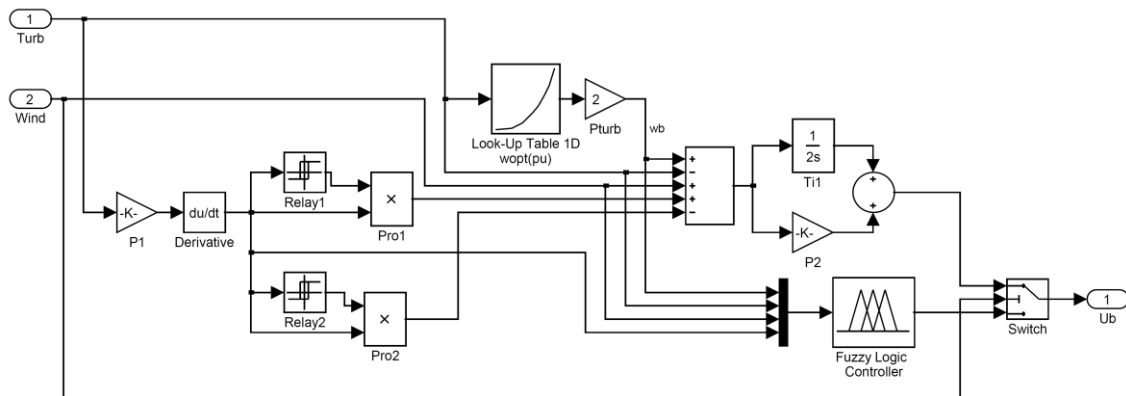 1
Turb
2
Wind
Look-Up Table 1D
wopt(pu)
2
Pturb
wb
-K-
P1
du/dt
Derivative
Relay1
×
Pro1
Relay2
×
Pro2
+
−
+
+
−
1
2s
Ti1
-K-
P2
+
+
Fuzzy Logic
Controller
Switch
1
Ub